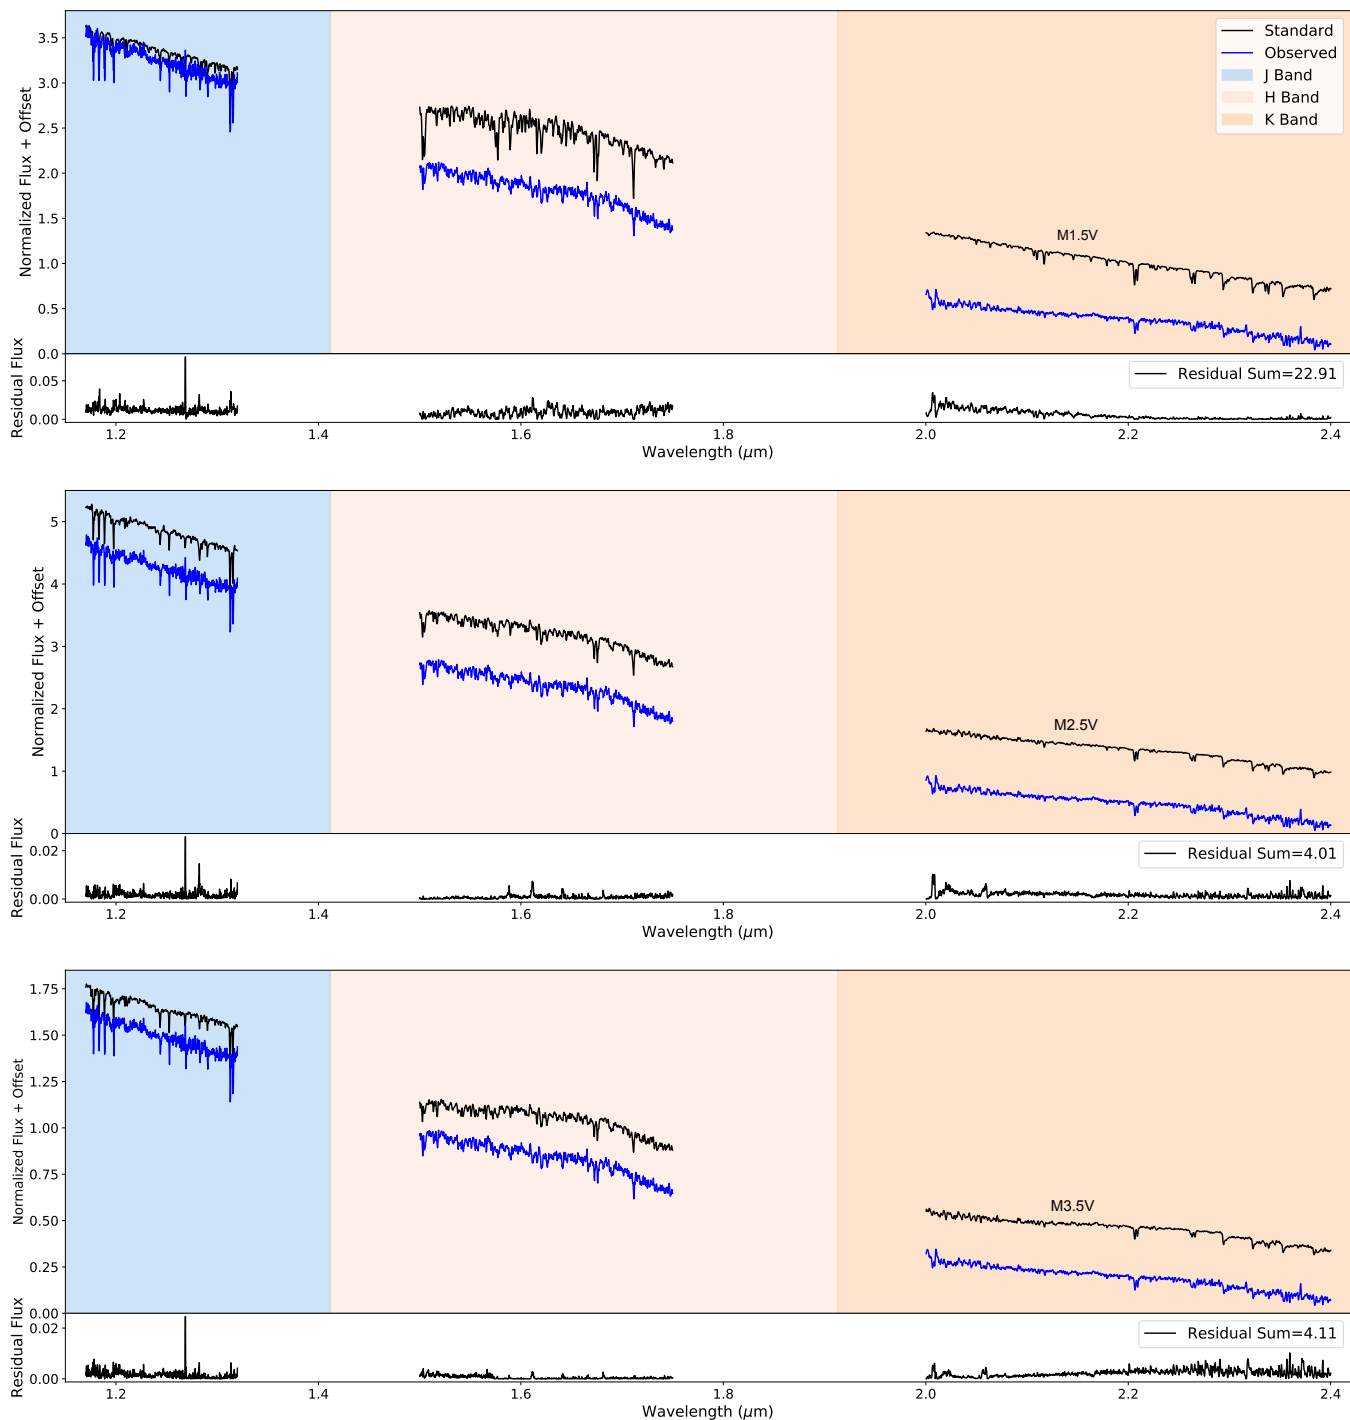 Normalized Flux + Offset
3.5
3.0
2.5
2.0
1.5
1.0
0.5
0.0
Standard
Observed
J Band
H Band
K Band
M1.5V
Residual Flux
0.05
0.00
Residual Sum=22.91
1.2 1.4 1.6 1.8 2.0 2.2 2.4
Wavelength (μm)
Normalized Flux + Offset
5
4
3
2
1
0
M2.5V
Residual Flux
0.02
0.00
Residual Sum=4.01
1.2 1.4 1.6 1.8 2.0 2.2 2.4
Wavelength (μm)
Normalized Flux + Offset
1.75
1.50
1.25
1.00
0.75
0.50
0.25
0.00
M3.5V
Residual Flux
0.02
0.00
Residual Sum=4.11
1.2 1.4 1.6 1.8 2.0 2.2 2.4
Wavelength (μm)